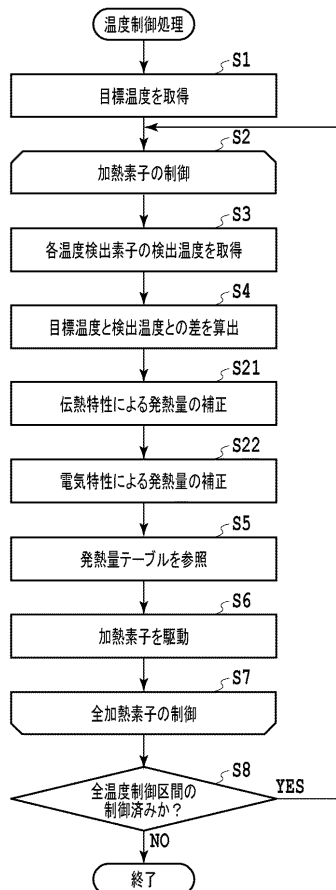 温度制御処理
S1
目標温度を取得
S2
加熱素子の制御
S3
各温度検出素子の検出温度を取得
S4
目標温度と検出温度との差を算出
S21
伝熱特性による発熱量の補正
S22
電気特性による発熱量の補正
S5
発熱量テーブルを参照
S6
加熱素子を駆動
S7
全加熱素子の制御
S8
全温度制御区間の
制御済みか?
YES
NO
終了